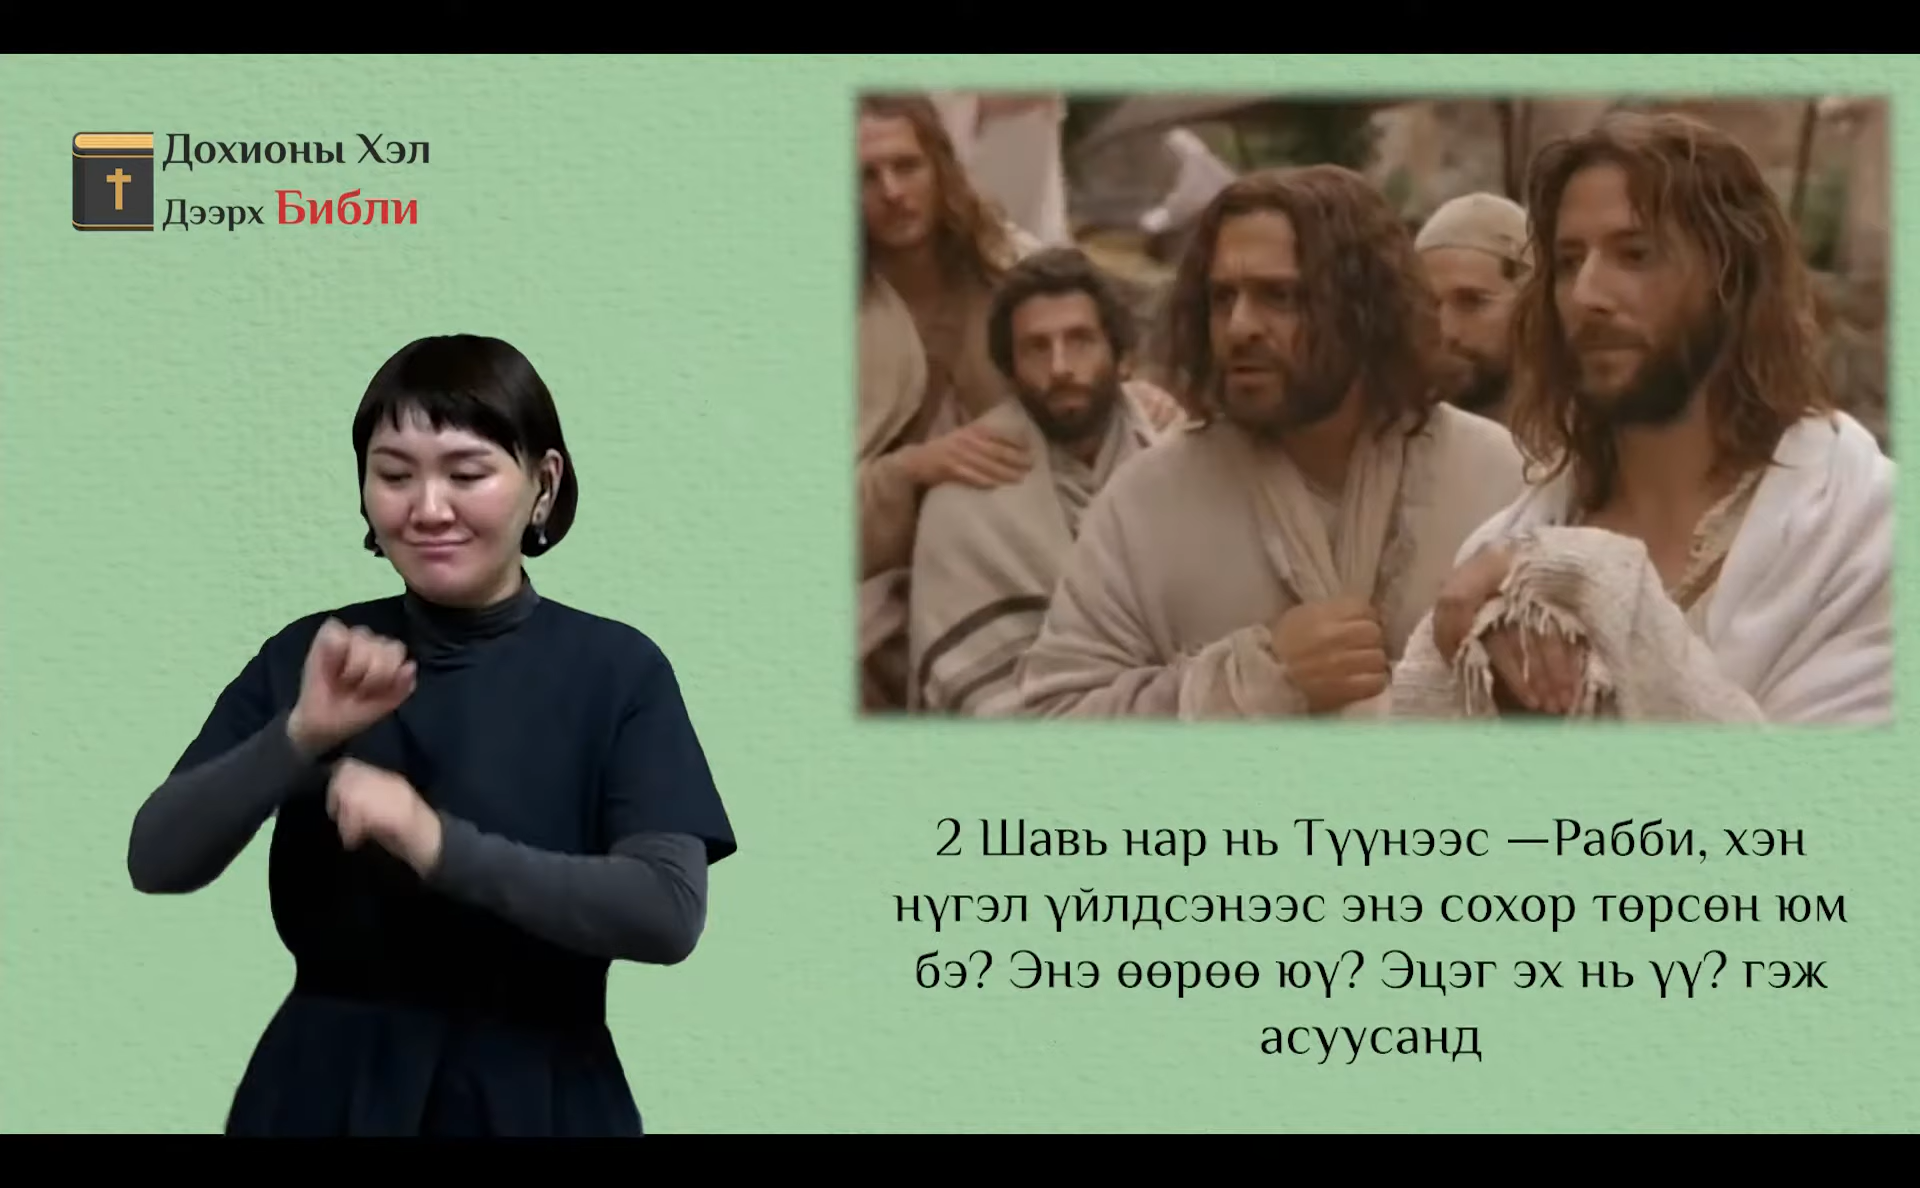 Дохионы Хэл
Дээрх Библи
2 Шавь нар нь Түүнээс —Рабби, хэн
нүгэл үйлдсэнээс энэ сохор төрсөн юм
бэ? Энэ өөрөө юү? Эцэг эх нь үү? гэж
асуусанд